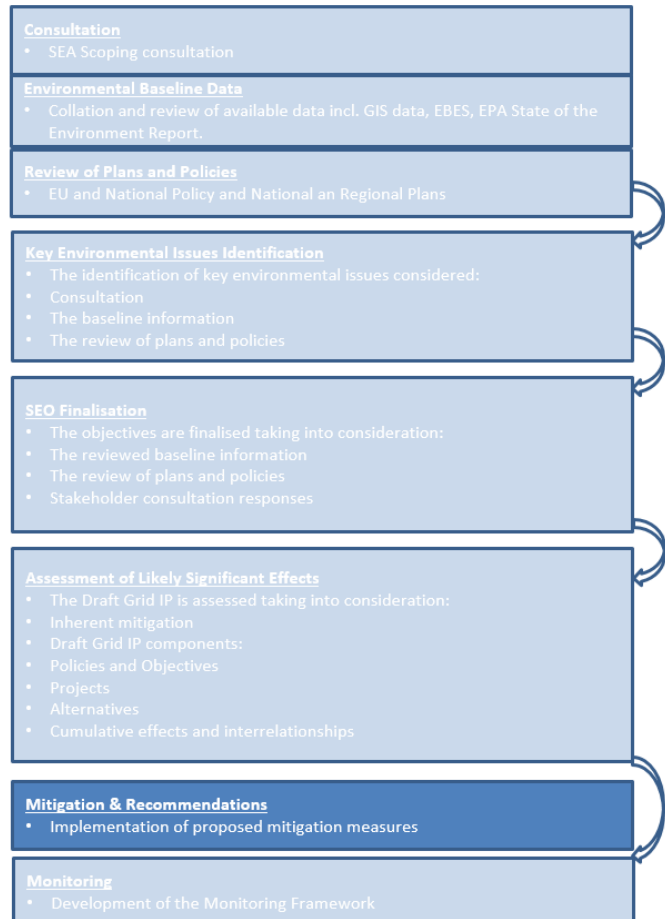 Consultation
• SEA Scoping consultation
Environmental Baseline Data
• Collation and review of available data incl. GIS data, EBES, EPA State of the
Environment Report.
Review of Plans and Policies
• EU and National Policy and National an Regional Plans
Key Environmental Issues Identification
• The identification of key environmental issues considered:
• Consultation
• The baseline information
• The review of plans and policies
SEO Finalisation
• The objectives are finalised taking into consideration:
• The reviewed baseline information
• The review of plans and policies
• Stakeholder consultation responses
Assessment of Likely Significant Effects
• The Draft Grid IP is assessed taking into consideration:
• Inherent mitigation
• Draft Grid IP components:
• Policies and Objectives
• Projects
• Alternatives
• Cumulative effects and interrelationships
Mitigation & Recommendations
• Implementation of proposed mitigation measures
Monitoring
• Development of the Monitoring Framework